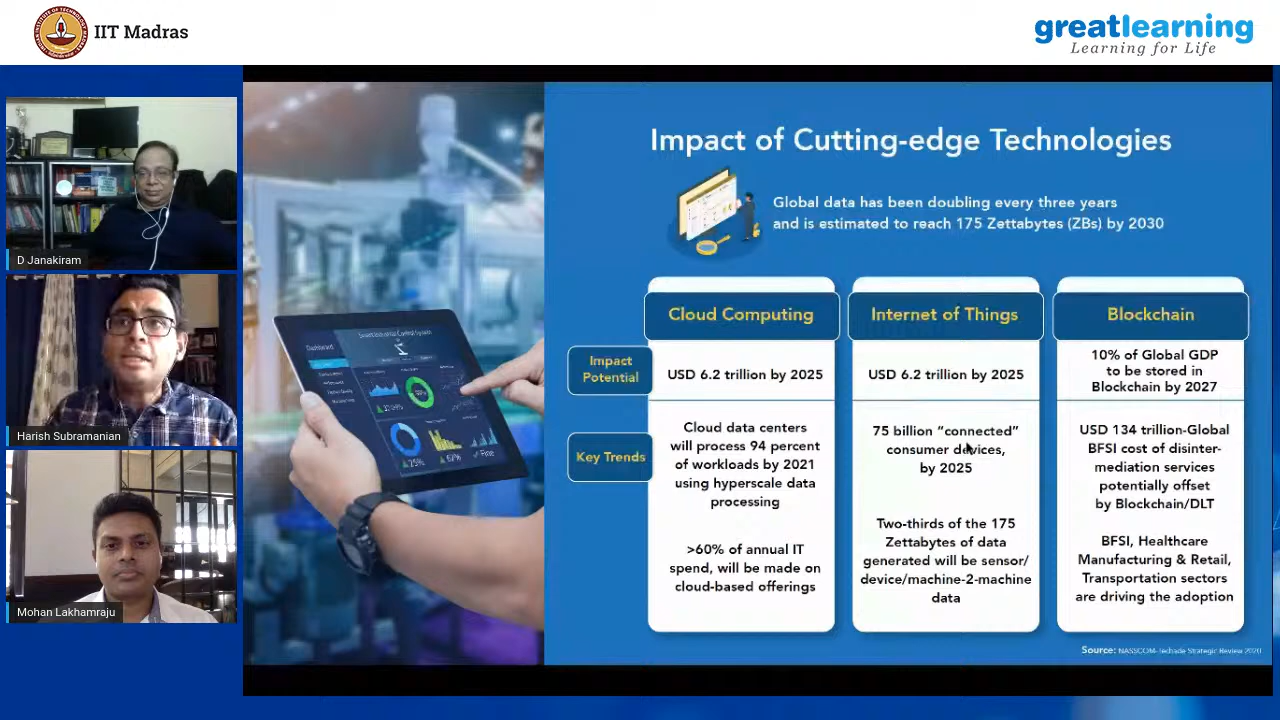 IIT Madras
greatlearning
Learning for Life
D Janakiram
Harish Subramanian
Mohan Lakhamraju
Impact of Cutting-edge Technologies
Global data has been doubling every three years
and is estimated to reach 175 Zettabytes (ZBs) by 2030
Cloud Computing
Internet of Things
Blockchain
Impact
Potential
USD 6.2 trillion by 2025
USD 6.2 trillion by 2025
10% of Global GDP
to be stored in
Blockchain by 2027
Key Trends
Cloud data centers
will process 94 percent
of workloads by 2021
using hyperscale data
processing
>60% of annual IT
spend, will be made on
cloud-based offerings
75 billion “connected”
consumer devices,
by 2025
Two-thirds of the 175
Zettabytes of data
generated will be sensor/
device/machine-2-machine
data
USD 134 trillion-Global
BFSI cost of disinter-
mediation services
potentially offset
by Blockchain/DLT
BFSI, Healthcare
Manufacturing & Retail,
Transportation sectors
are driving the adoption
Source: NASSCOM-Techade Strategic Review 2020
Dashboard